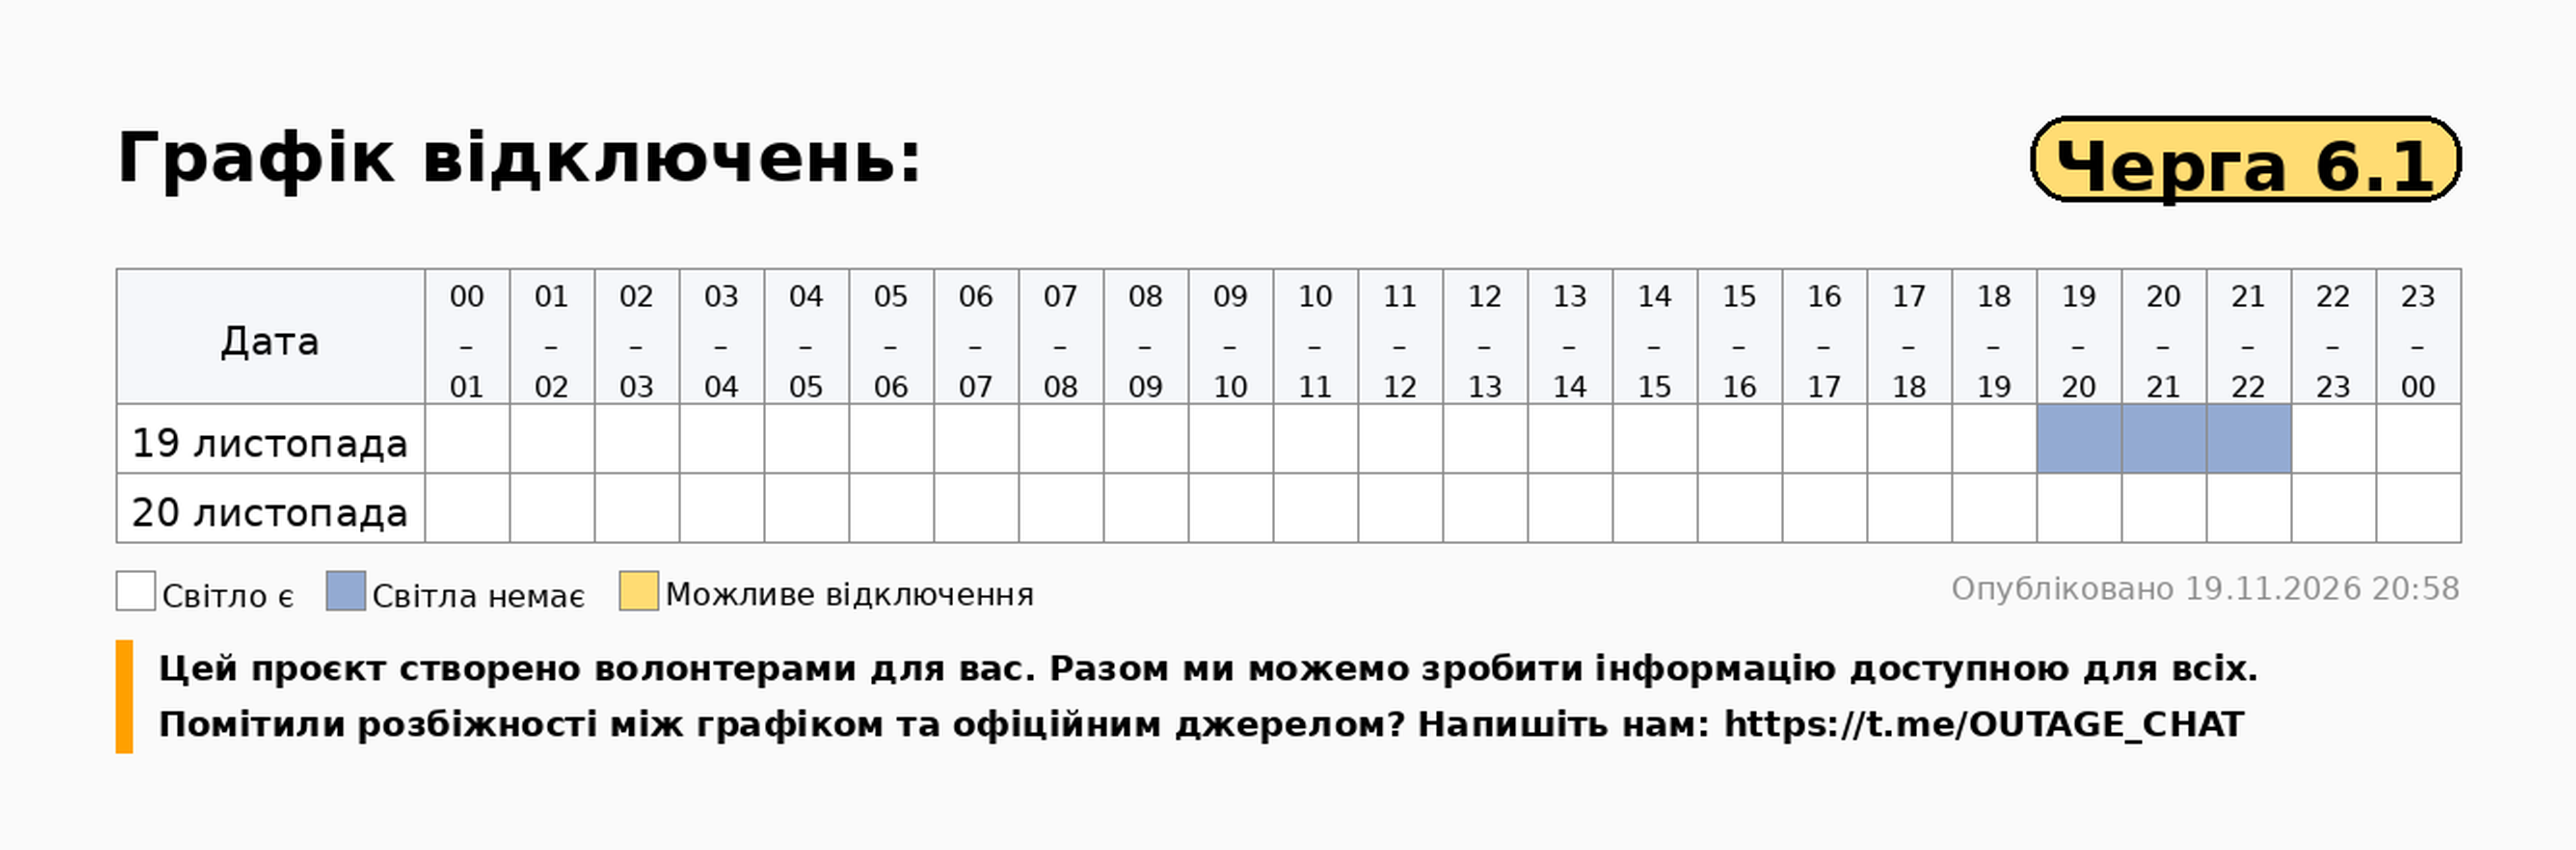 Графік відключень:
Черга 6.1
Дата
00 – 01
01 – 02
02 – 03
03 – 04
04 – 05
05 – 06
06 – 07
07 – 08
08 – 09
09 – 10
10 – 11
11 – 12
12 – 13
13 – 14
14 – 15
15 – 16
16 – 17
17 – 18
18 – 19
19 – 20
20 – 21
21 – 22
22 – 23
23 – 00
19 листопада
20 листопада
Світло є
Світла немає
Можливе відключення
Опубліковано 19.11.2026 20:58
Цей проєкт створено волонтерами для вас. Разом ми можемо зробити інформацію доступною для всіх.
Помітили розбіжності між графіком та офіційним джерелом? Напишіть нам: https://t.me/OUTAGE_CHAT